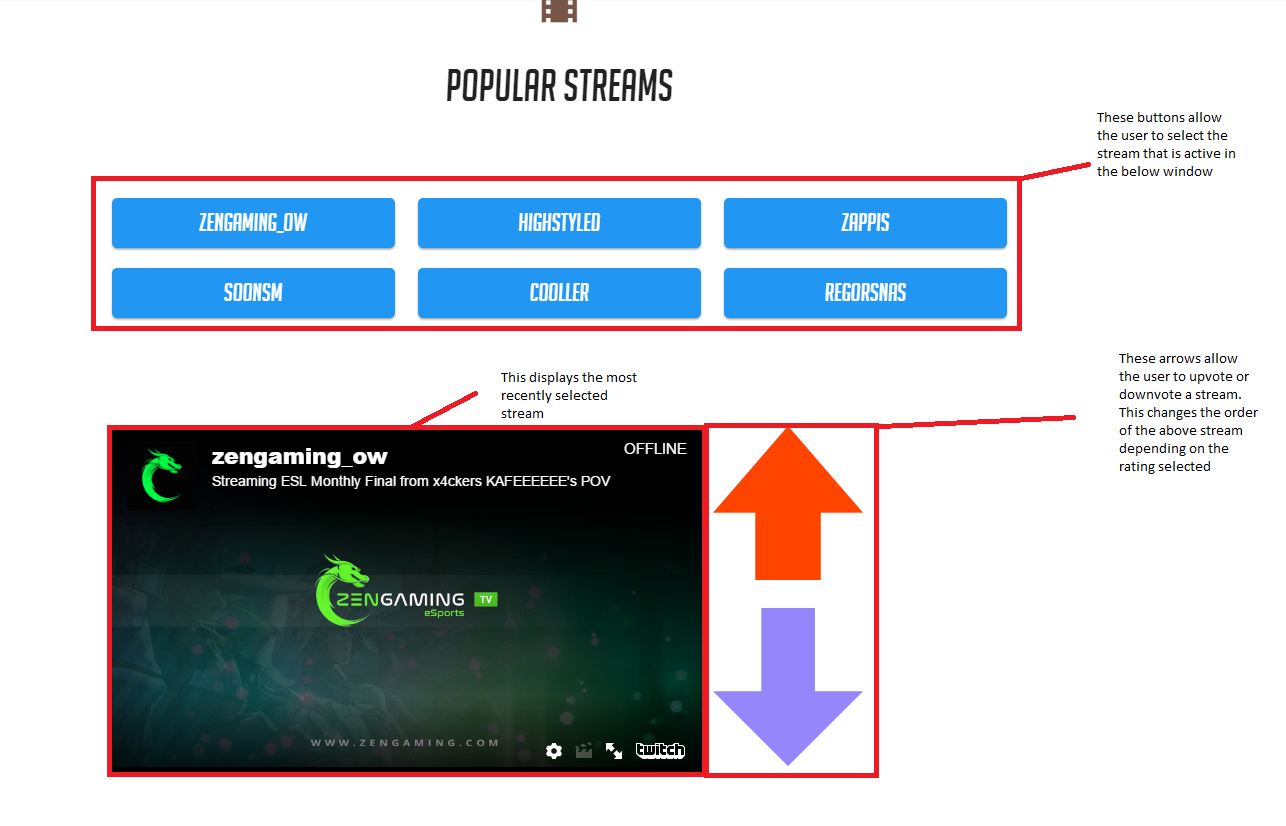 POPULAR STREAMS
These buttons allow
the user to select the
stream that is active in
the below window
ZENGAMING_OW
HIGHSTYLED
ZAPPIS
SOONSM
COOLLER
REGORSNAS
This displays the most
recently selected
stream
These arrows allow
the user to upvote or
downvote a stream.
This changes the order
of the above stream
depending on the
rating selected
zengaming_ow
OFFLINE
Streaming ESL Monthly Final from x4ckers KAFEEEEEE's POV
ZENGAMING TV
eSports
WWW.ZENGAMING.COM
twitch